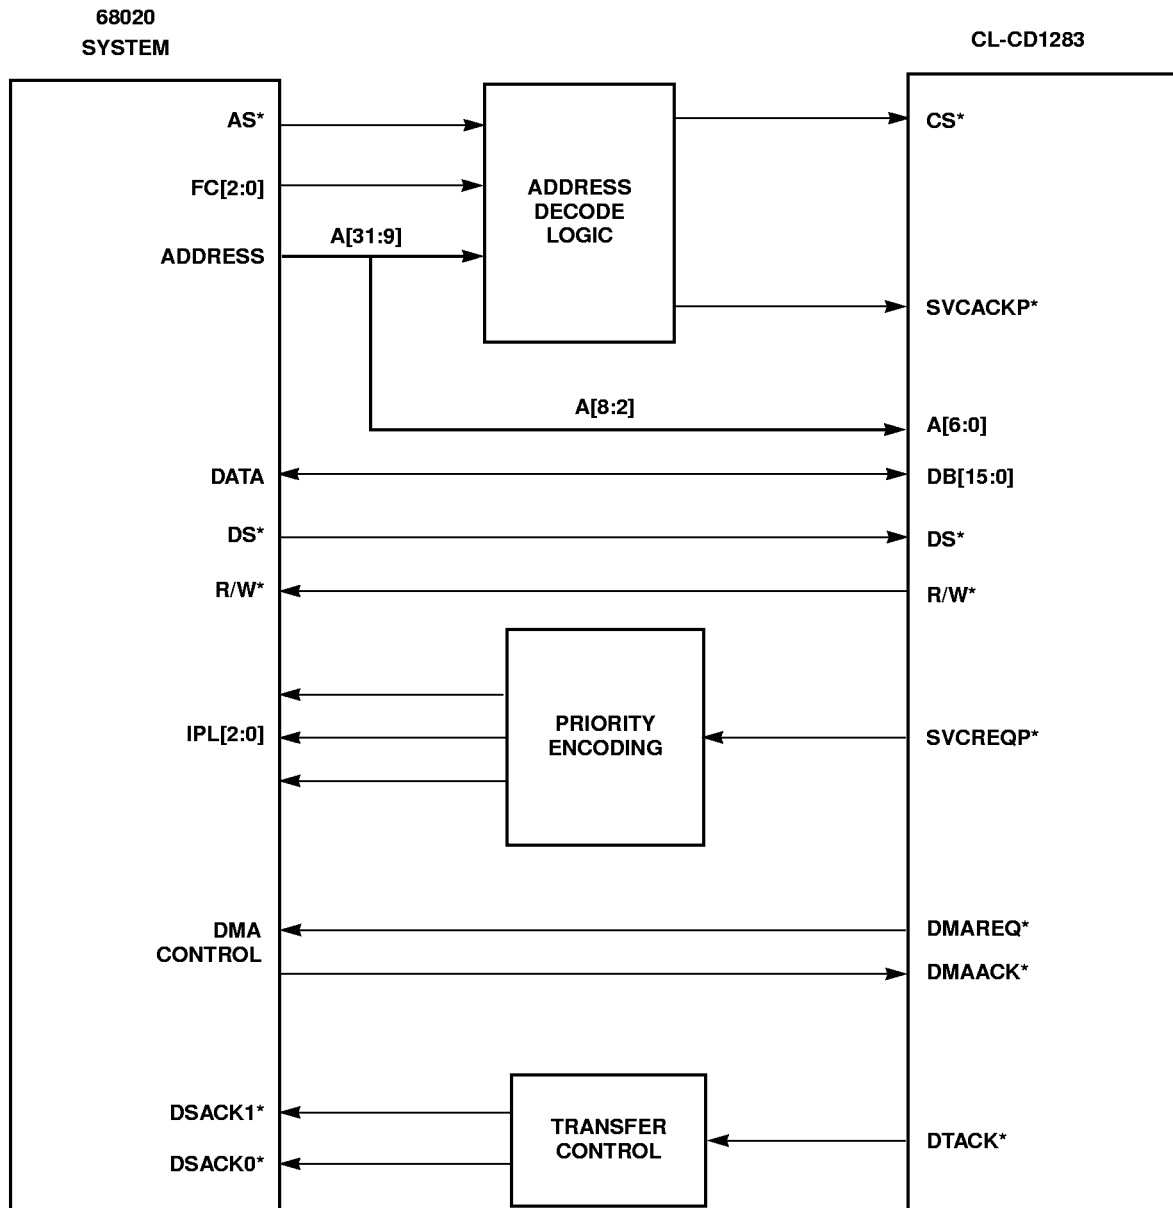 68020
SYSTEM
CL-CD1283
AS*
CS*
FC[2:0]
ADDRESS
DECODE
LOGIC
A[31:9]
ADDRESS
SVCACKP*
A[8:2]
A[6:0]
DATA
DB[15:0]
DS*
DS*
R/W*
R/W*
IPL[2:0]
PRIORITY
ENCODING
SVCREQP*
DMA
CONTROL
DMAREQ*
DMAACK*
DSACK1*
TRANSFER
CONTROL
DTACK*
DSACK0*